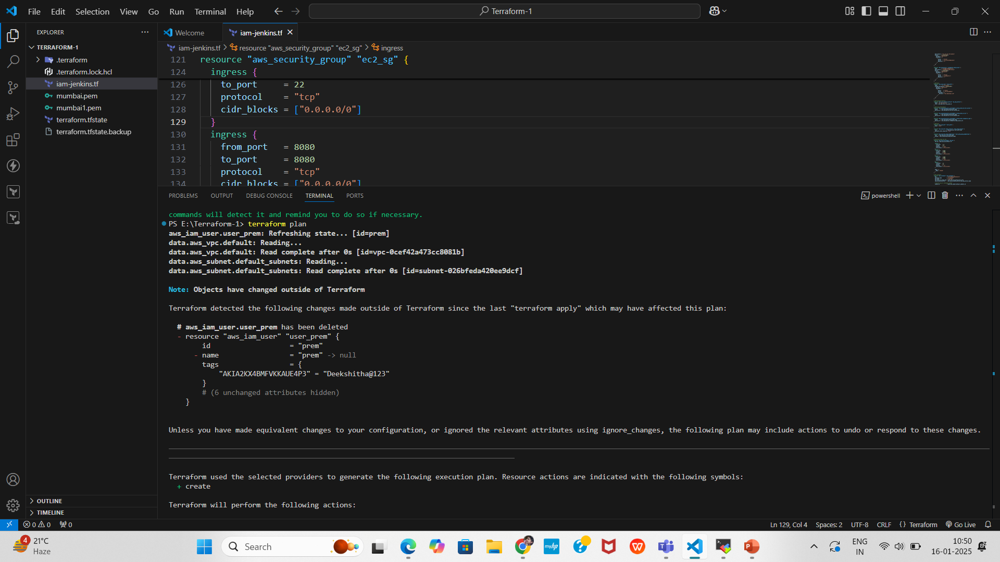 File Edit Selection View Go Run Terminal Help
Terraform-1
EXPLORER
TERRAFORM-1
.terraform
.terraform.lock.hcl
iam-jenkins.tf
mumbai.pem
mumbai1.pem
terraform.tfstate
terraform.tfstate.backup
OUTLINE
TIMELINE
Welcome
iam-jenkins.tf
iam-jenkins.tf > resource "aws_security_group" "ec2_sg" > ingress
121 resource "aws_security_group" "ec2_sg" {
124 ingress {
126 to_port = 22
127 protocol = "tcp"
128 cidr_blocks = ["0.0.0.0/0"]
129 }
130 ingress {
131 from_port = 8080
132 to_port = 8080
133 protocol = "tcp"
134 cidr_blocks = ["0.0.0.0/0"]
PROBLEMS OUTPUT DEBUG CONSOLE TERMINAL PORTS
powershell
commands will detect it and remind you to do so if necessary.
PS E:\Terraform-1> terraform plan
aws_iam_user.user_prem: Refreshing state... [id=prem]
data.aws_vpc.default: Reading...
data.aws_vpc.default: Read complete after 0s [id=vpc-0cef42a473cc8081b]
data.aws_subnet.default_subnets: Reading...
data.aws_subnet.default_subnets: Read complete after 0s [id=subnet-026bfeda420ee9dcf]
Note: Objects have changed outside of Terraform
Terraform detected the following changes made outside of Terraform since the last "terraform apply" which may have affected this plan:
# aws_iam_user.user_prem has been deleted
- resource "aws_iam_user" "user_prem" {
id = "prem"
- name = "prem" -> null
tags = {
"AKIA2KX4BMFVKKAUE4P3" = "Deekshitha@123"
}
# (6 unchanged attributes hidden)
}
Unless you have made equivalent changes to your configuration, or ignored the relevant attributes using ignore_changes, the following plan may include actions to undo or respond to these changes.
Terraform used the selected providers to generate the following execution plan. Resource actions are indicated with the following symbols:
+ create
Terraform will perform the following actions:
0 0 0
Ln 129, Col 4 Spaces: 2 UTF-8 CRLF {} Terraform Go Live
4
21°C
Haze
Search
myhp
ENG
IN
10:50
16-01-2025